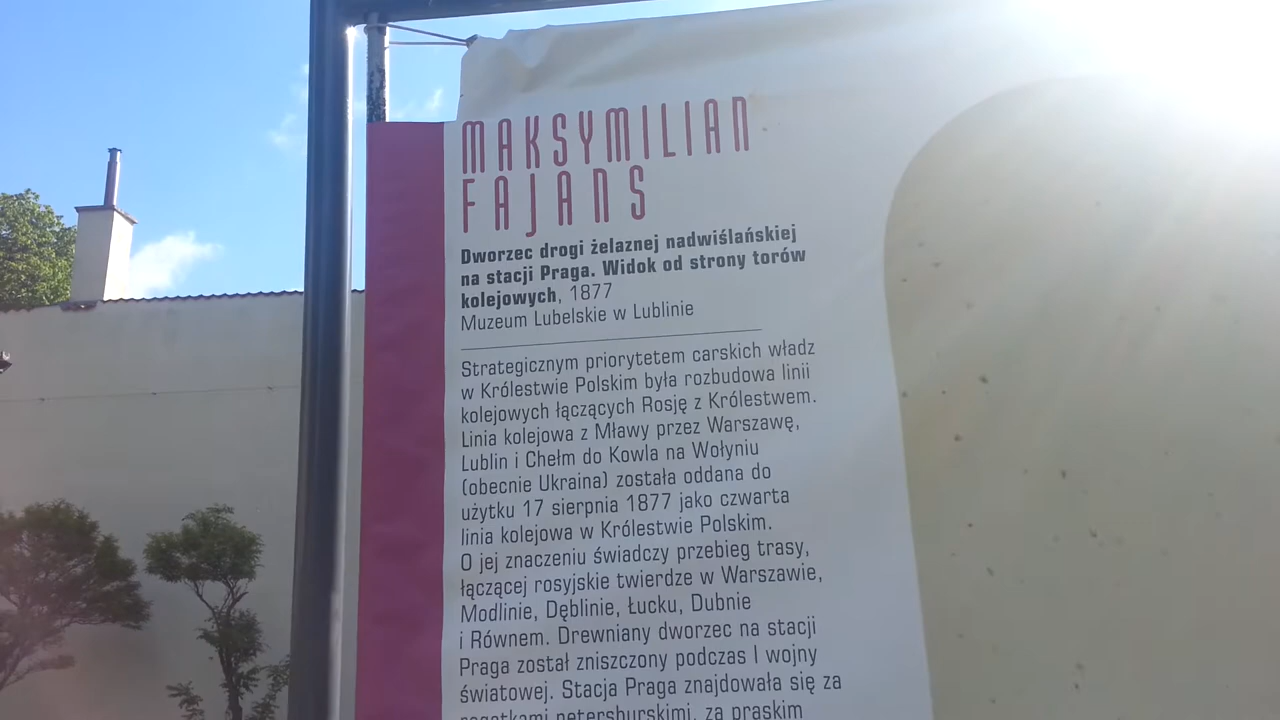 MAKSYMILIAN
FAJANS
Dworzec drogi żelaznej nadwiślańskiej
na stacji Praga. Widok od strony torów
kolejowych, 1877
Muzeum Lubelskie w Lublinie
Strategicznym priorytetem carskich władz
w Królestwie Polskim była rozbudowa linii
kolejowych łączących Rosję z Królestwem.
Linia kolejowa z Mławy przez Warszawę,
Lublin i Chełm do Kowla na Wołyniu
(obecnie Ukraina) została oddana do
użytku 17 sierpnia 1877 jako czwarta
linia kolejowa w Królestwie Polskim.
O jej znaczeniu świadczy przebieg trasy,
łączącej rosyjskie twierdze w Warszawie,
Modlinie, Dęblinie, Łucku, Dubnie
i Równem. Drewniany dworzec na stacji
Praga został zniszczony podczas I wojny
światowej. Stacja Praga znajdowała się za
rogatkami petersburskimi, za praskim